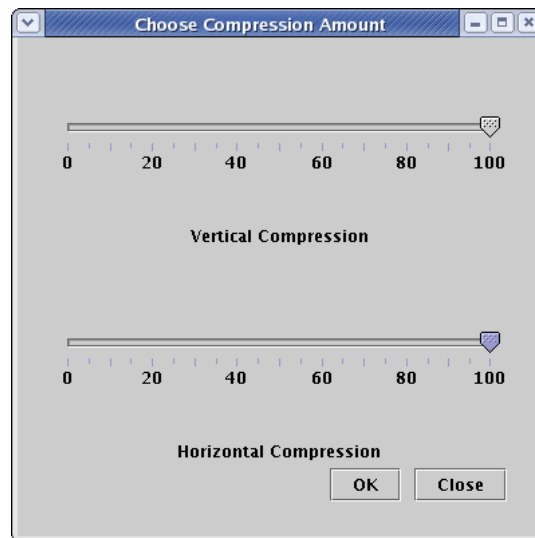 Choose Compression Amount
0 20 40 60 80 100
Vertical Compression
0 20 40 60 80 100
Horizontal Compression
OK Close